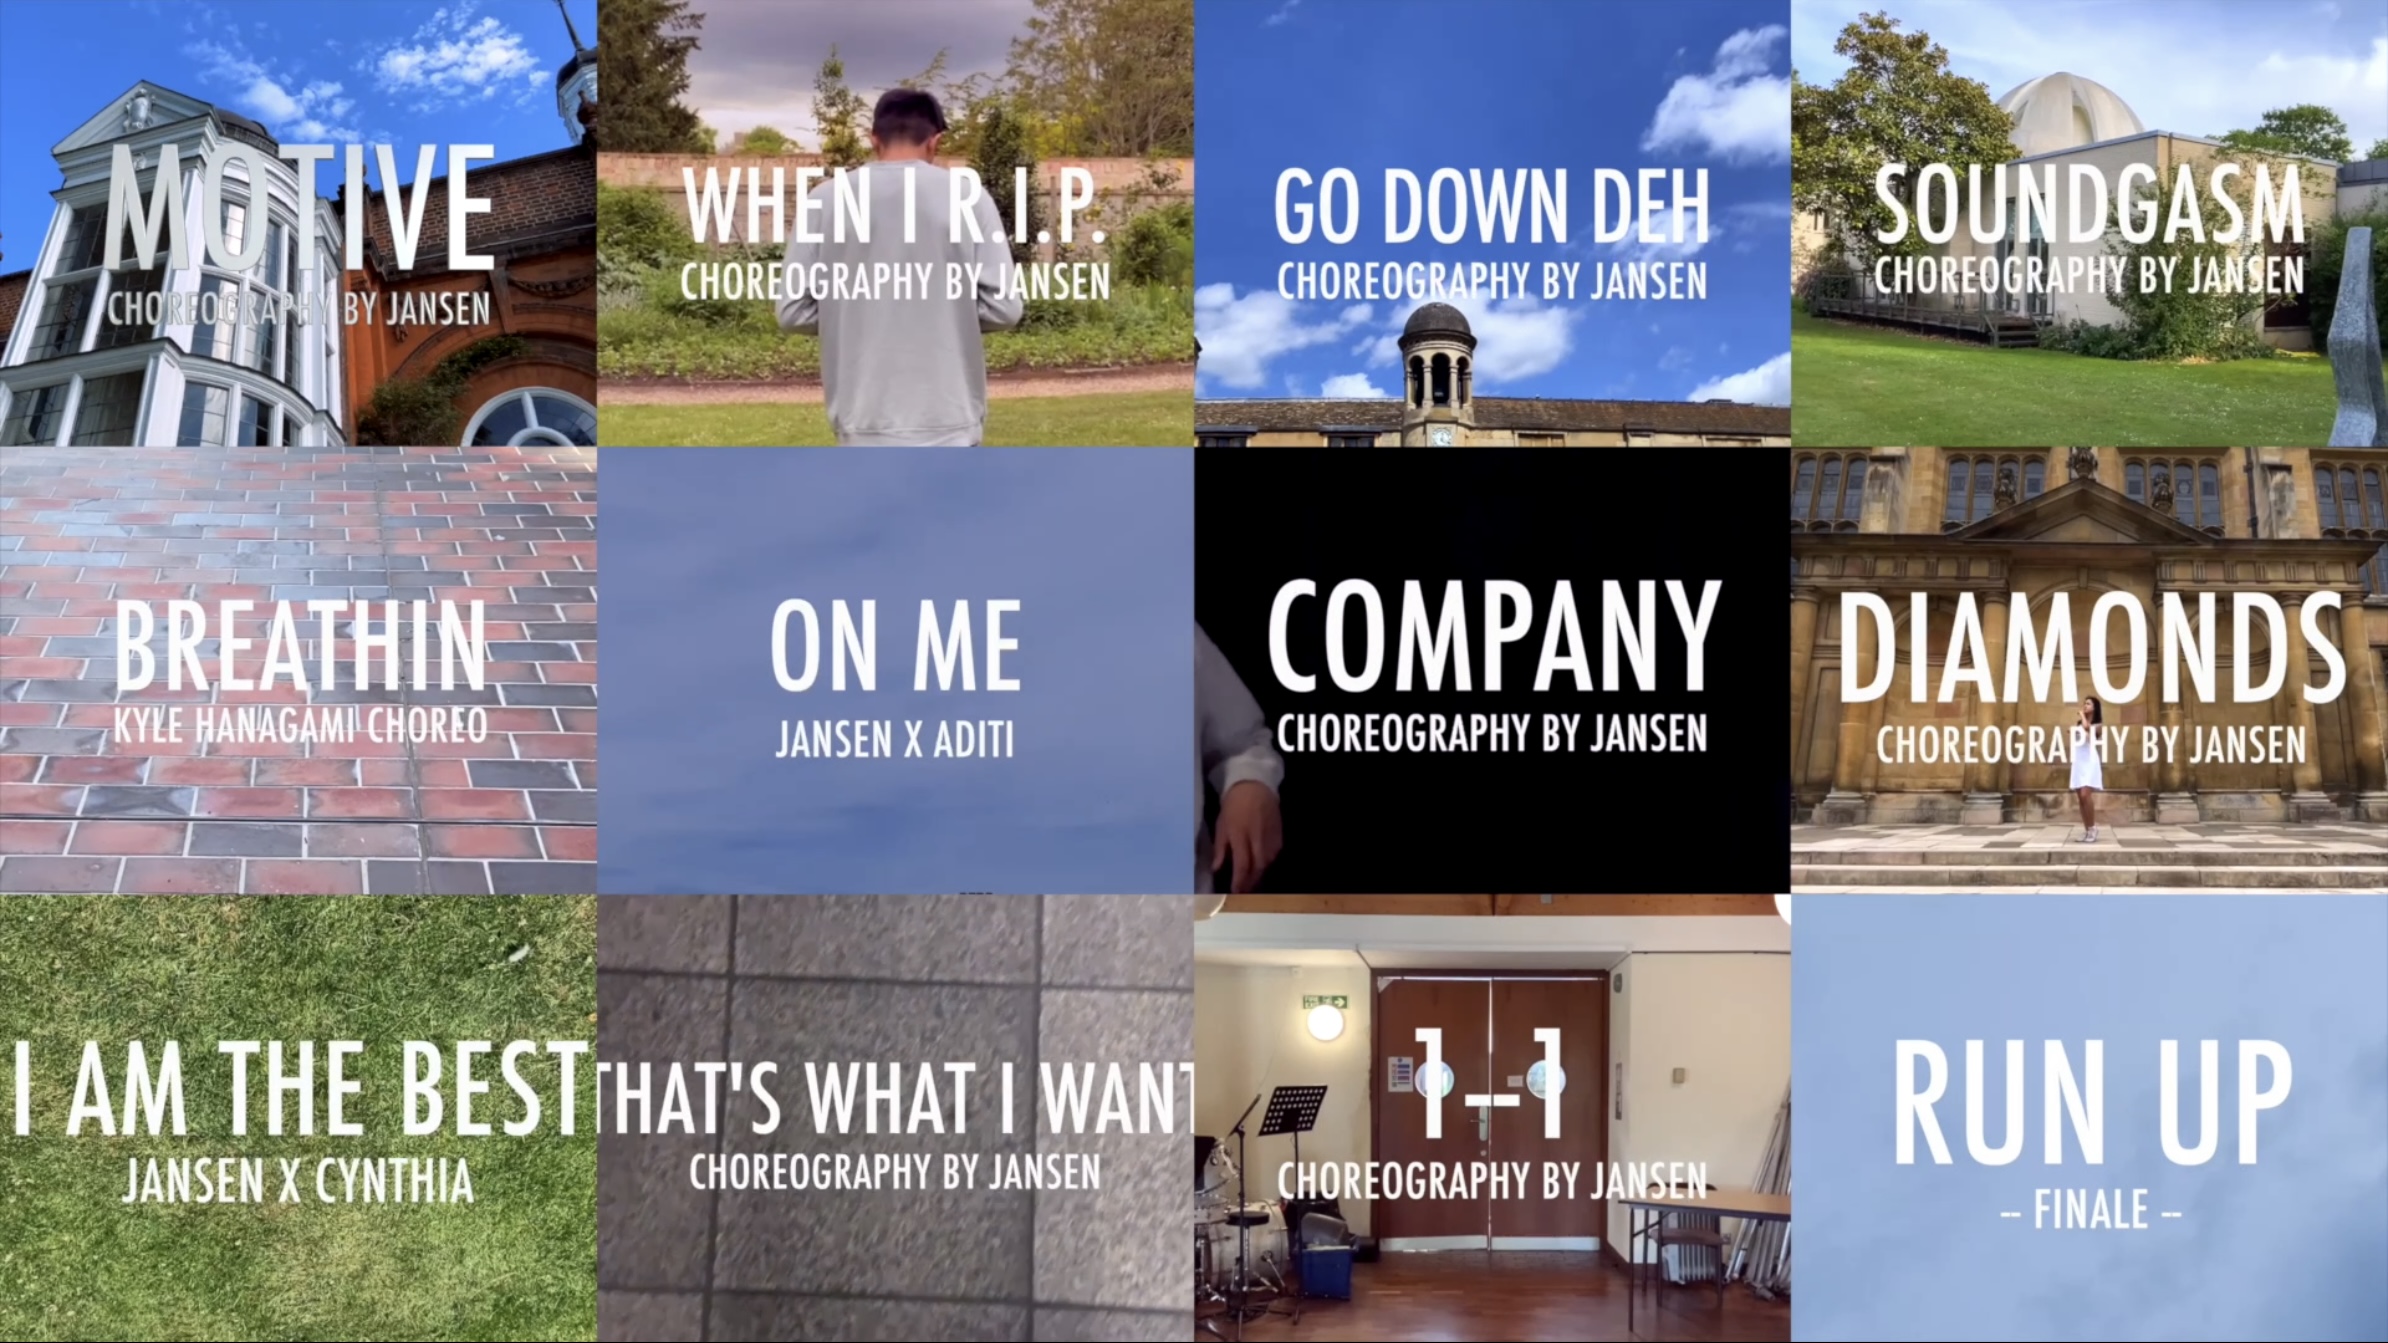 MOTIVE
CHOREOGRAPHY BY JANSEN
WHEN I R.I.P.
CHOREOGRAPHY BY JANSEN
GO DOWN DEH
CHOREOGRAPHY BY JANSEN
SOUNDGASM
CHOREOGRAPHY BY JANSEN
BREATHIN
KYLE HANAGAMI CHOREO
ON ME
JANSEN X ADITI
COMPANY
CHOREOGRAPHY BY JANSEN
DIAMONDS
CHOREOGRAPHY BY JANSEN
I AM THE BEST
JANSEN X CYNTHIA
THAT'S WHAT I WANT
CHOREOGRAPHY BY JANSEN
1-1
CHOREOGRAPHY BY JANSEN
RUN UP
-- FINALE --